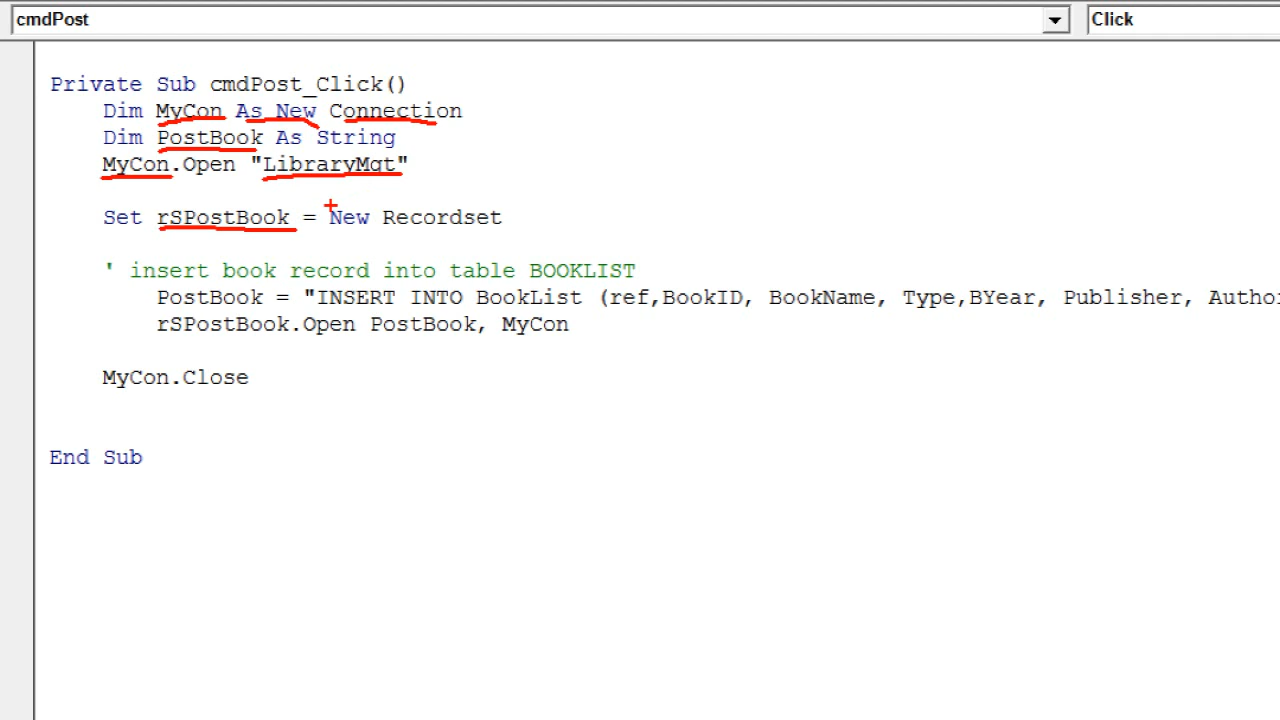 cmdPost
Click
Private Sub cmdPost_Click()
Dim MyCon As New Connection
Dim PostBook As String
MyCon.Open "LibraryMgt"
Set rSPostBook = New Recordset
' insert book record into table BOOKLIST
PostBook = "INSERT INTO BookList (ref,BookID, BookName, Type,BYear, Publisher, Autho
rSPostBook.Open PostBook, MyCon
MyCon.Close
End Sub